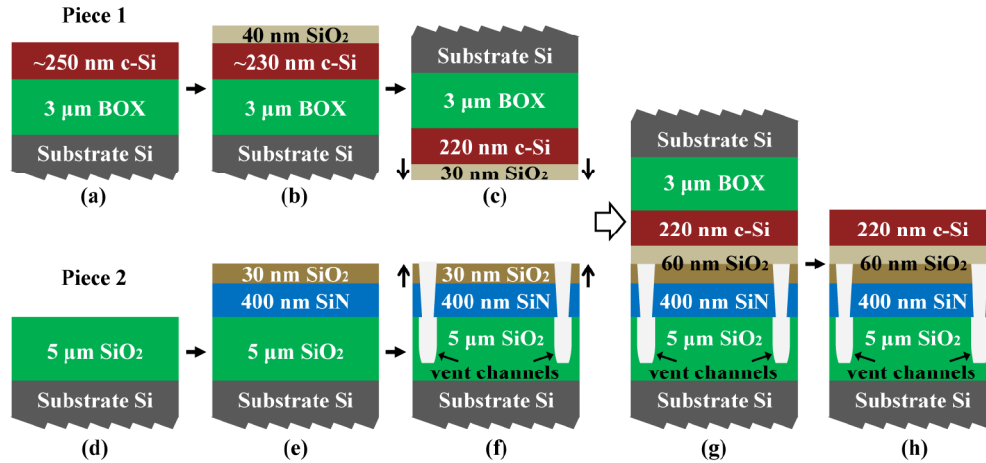 Piece 1
~250 nm c-Si
3 μm BOX
Substrate Si
(a)
40 nm SiO₂
~230 nm c-Si
3 μm BOX
Substrate Si
(b)
Substrate Si
3 μm BOX
220 nm c-Si
30 nm SiO₂
(c)
Piece 2
5 μm SiO₂
Substrate Si
(d)
30 nm SiO₂
400 nm SiN
5 μm SiO₂
Substrate Si
(e)
30 nm SiO₂
400 nm SiN
5 μm SiO₂
vent channels
Substrate Si
(f)
Substrate Si
3 μm BOX
220 nm c-Si
60 nm SiO₂
400 nm SiN
5 μm SiO₂
vent channels
Substrate Si
(g)
220 nm c-Si
60 nm SiO₂
400 nm SiN
5 μm SiO₂
vent channels
Substrate Si
(h)